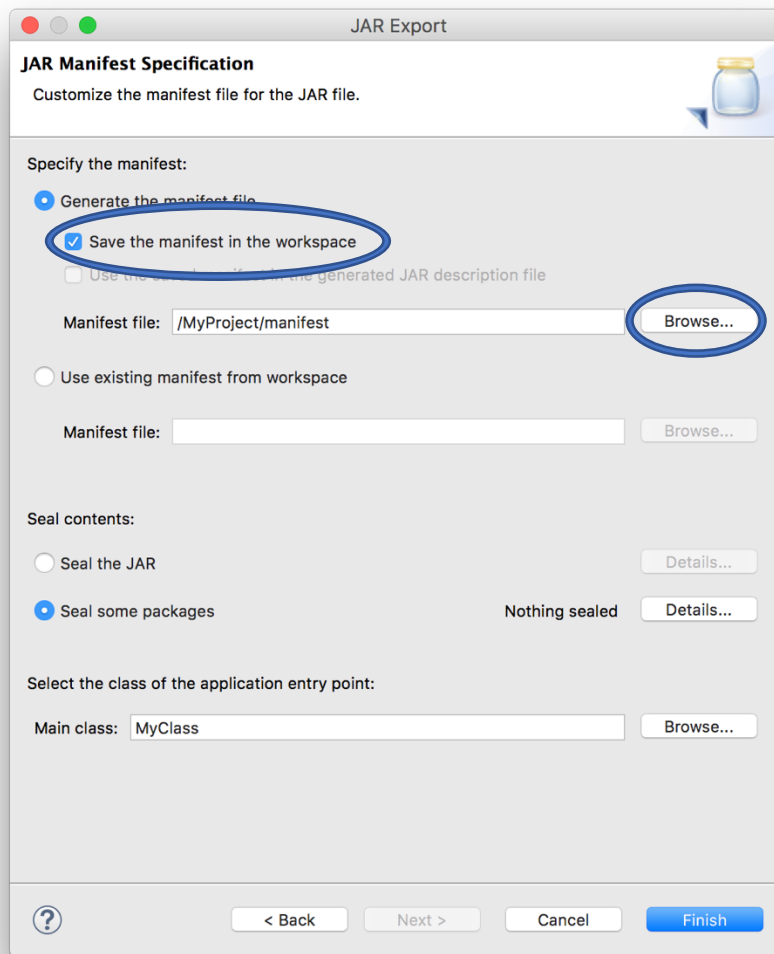 JAR Export
JAR Manifest Specification
Customize the manifest file for the JAR file.
Specify the manifest:
Generate the manifest file
Save the manifest in the workspace
Use the saved manifest in the generated JAR description file
Manifest file: /MyProject/manifest Browse...
Use existing manifest from workspace
Manifest file: Browse...
Seal contents:
Seal the JAR Details...
Seal some packages Nothing sealed Details...
Select the class of the application entry point:
Main class: MyClass Browse...
? < Back Next > Cancel Finish